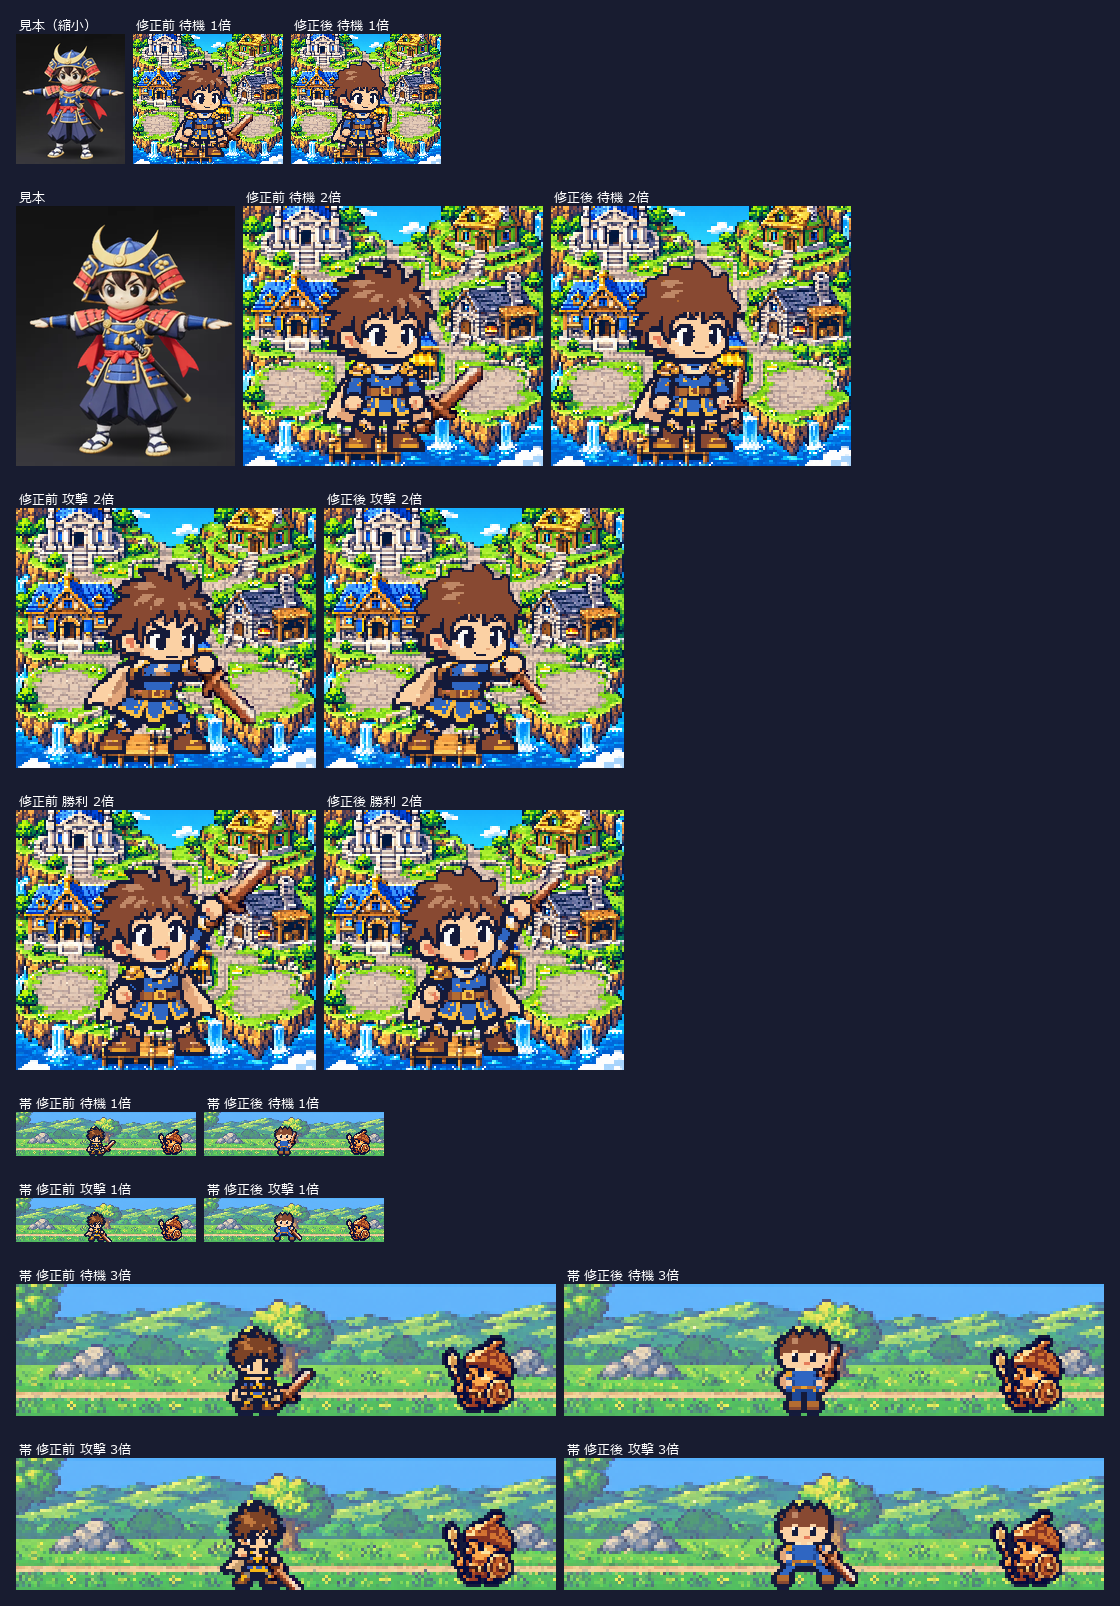 見本（縮小）
修正前 待機 1倍
修正後 待機 1倍
見本
修正前 待機 2倍
修正後 待機 2倍
修正前 攻撃 2倍
修正後 攻撃 2倍
修正前 勝利 2倍
修正後 勝利 2倍
帯 修正前 待機 1倍
帯 修正後 待機 1倍
帯 修正前 攻撃 1倍
帯 修正後 攻撃 1倍
帯 修正前 待機 3倍
帯 修正後 待機 3倍
帯 修正前 攻撃 3倍
帯 修正後 攻撃 3倍